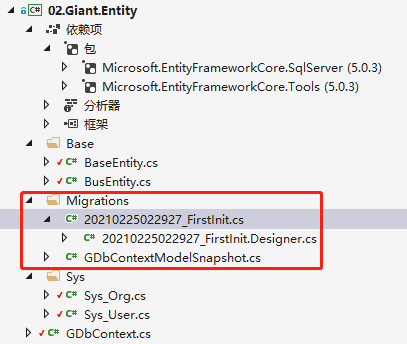 C# 02.Giant.Entity
依赖项
包
Microsoft.EntityFrameworkCore.SqlServer (5.0.3)
Microsoft.EntityFrameworkCore.Tools (5.0.3)
分析器
框架
Base
C# BaseEntity.cs
C# BusEntity.cs
Migrations
C# 20210225022927_FirstInit.cs
C# 20210225022927_FirstInit.Designer.cs
C# GDbContextModelSnapshot.cs
Sys
C# Sys_Org.cs
C# Sys_User.cs
C# GDbContext.cs